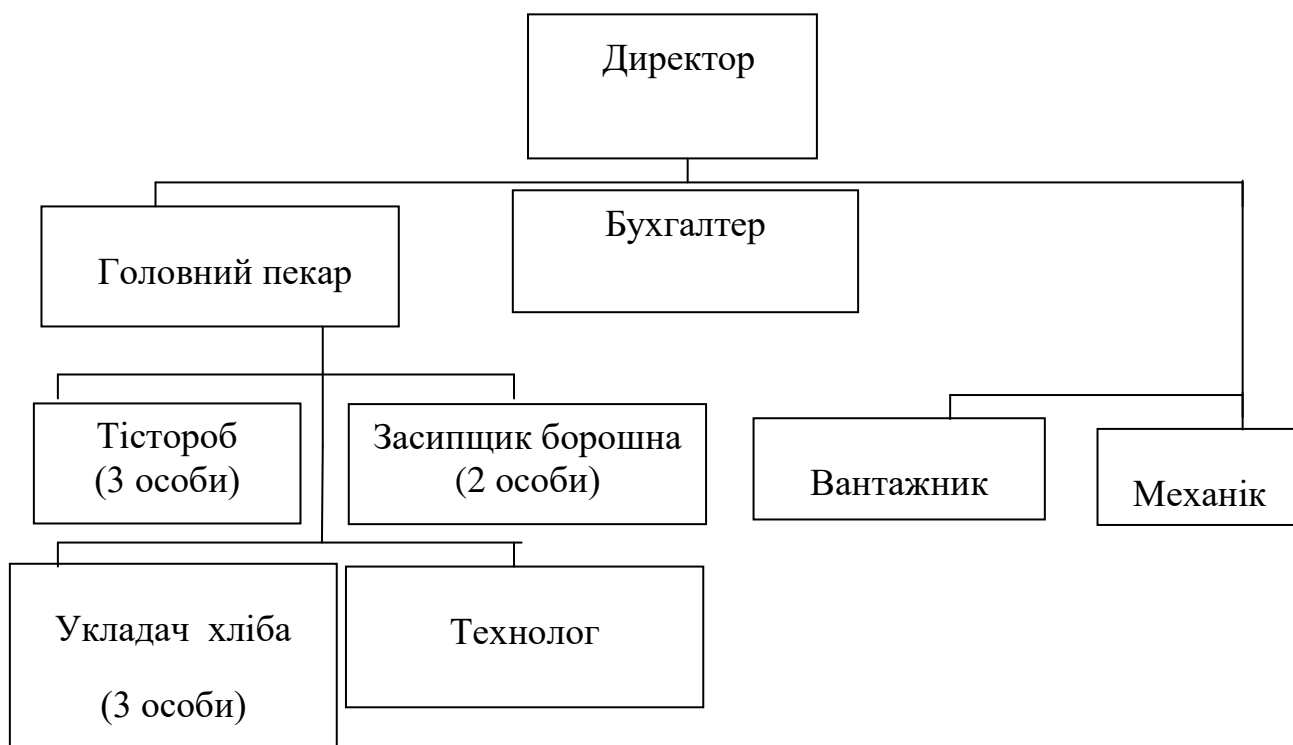 Директор
Бухгалтер
Головний пекар
Тістороб
(3 особи)
Засипщик борошна
(2 особи)
Вантажник
Механік
Укладач хліба
(3 особи)
Технолог